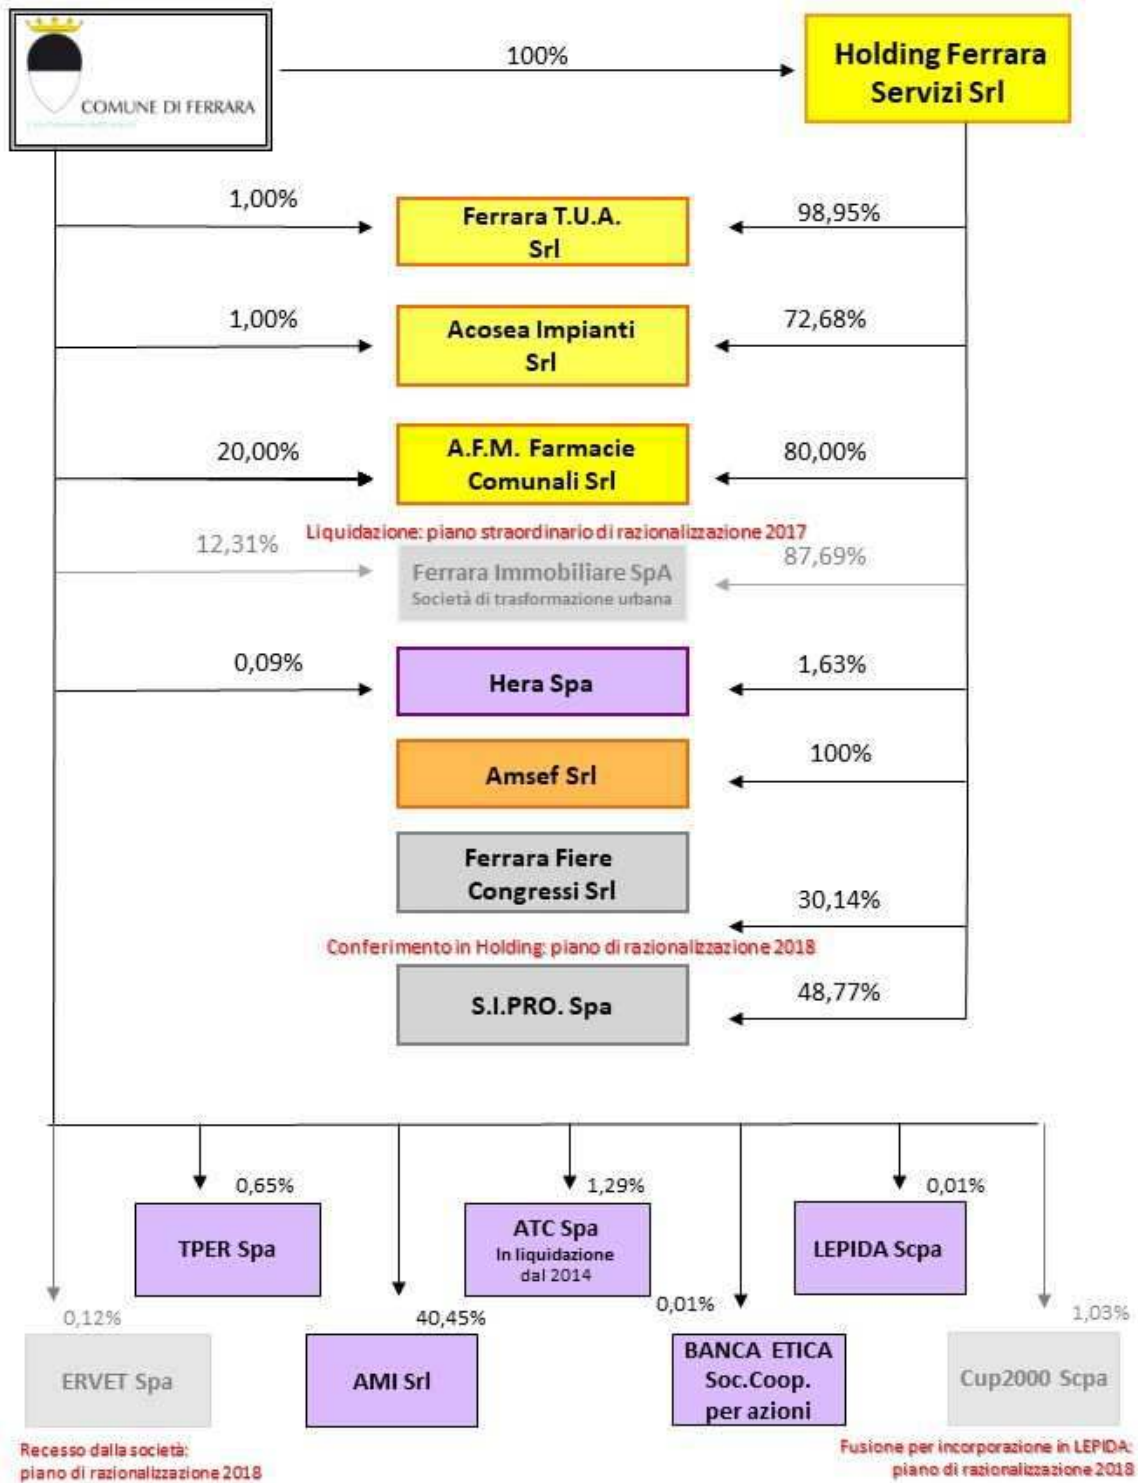 COMUNE DI FERRARA
100%
Holding Ferrara
Servizi Srl
1,00%
Ferrara T.U.A.
Srl
98,95%
1,00%
Acosea Impianti
Srl
72,68%
20,00%
A.F.M. Farmacie
Comunali Srl
80,00%
Liquidazione: piano straordinario di razionalizzazione 2017
12,31%
Ferrara Immobiliare SpA
Società di trasformazione urbana
87,69%
0,09%
Hera Spa
1,63%
Amsef Srl
100%
Ferrara Fiere
Congressi Srl
30,14%
Conferimento in Holding: piano di razionalizzazione 2018
S.I.PRO. Spa
48,77%
0,65%
TPER Spa
1,29%
ATC Spa
In liquidazione
dal 2014
0,01%
LEPIDA Scpa
0,12%
ERVET Spa
Recesso dalla società:
piano di razionalizzazione 2018
40,45%
AMI Srl
0,01%
BANCA ETICA
Soc.Coop.
per azioni
1,03%
Cup2000 Scpa
Fusione per incorporazione in LEPIDA:
piano di razionalizzazione 2018